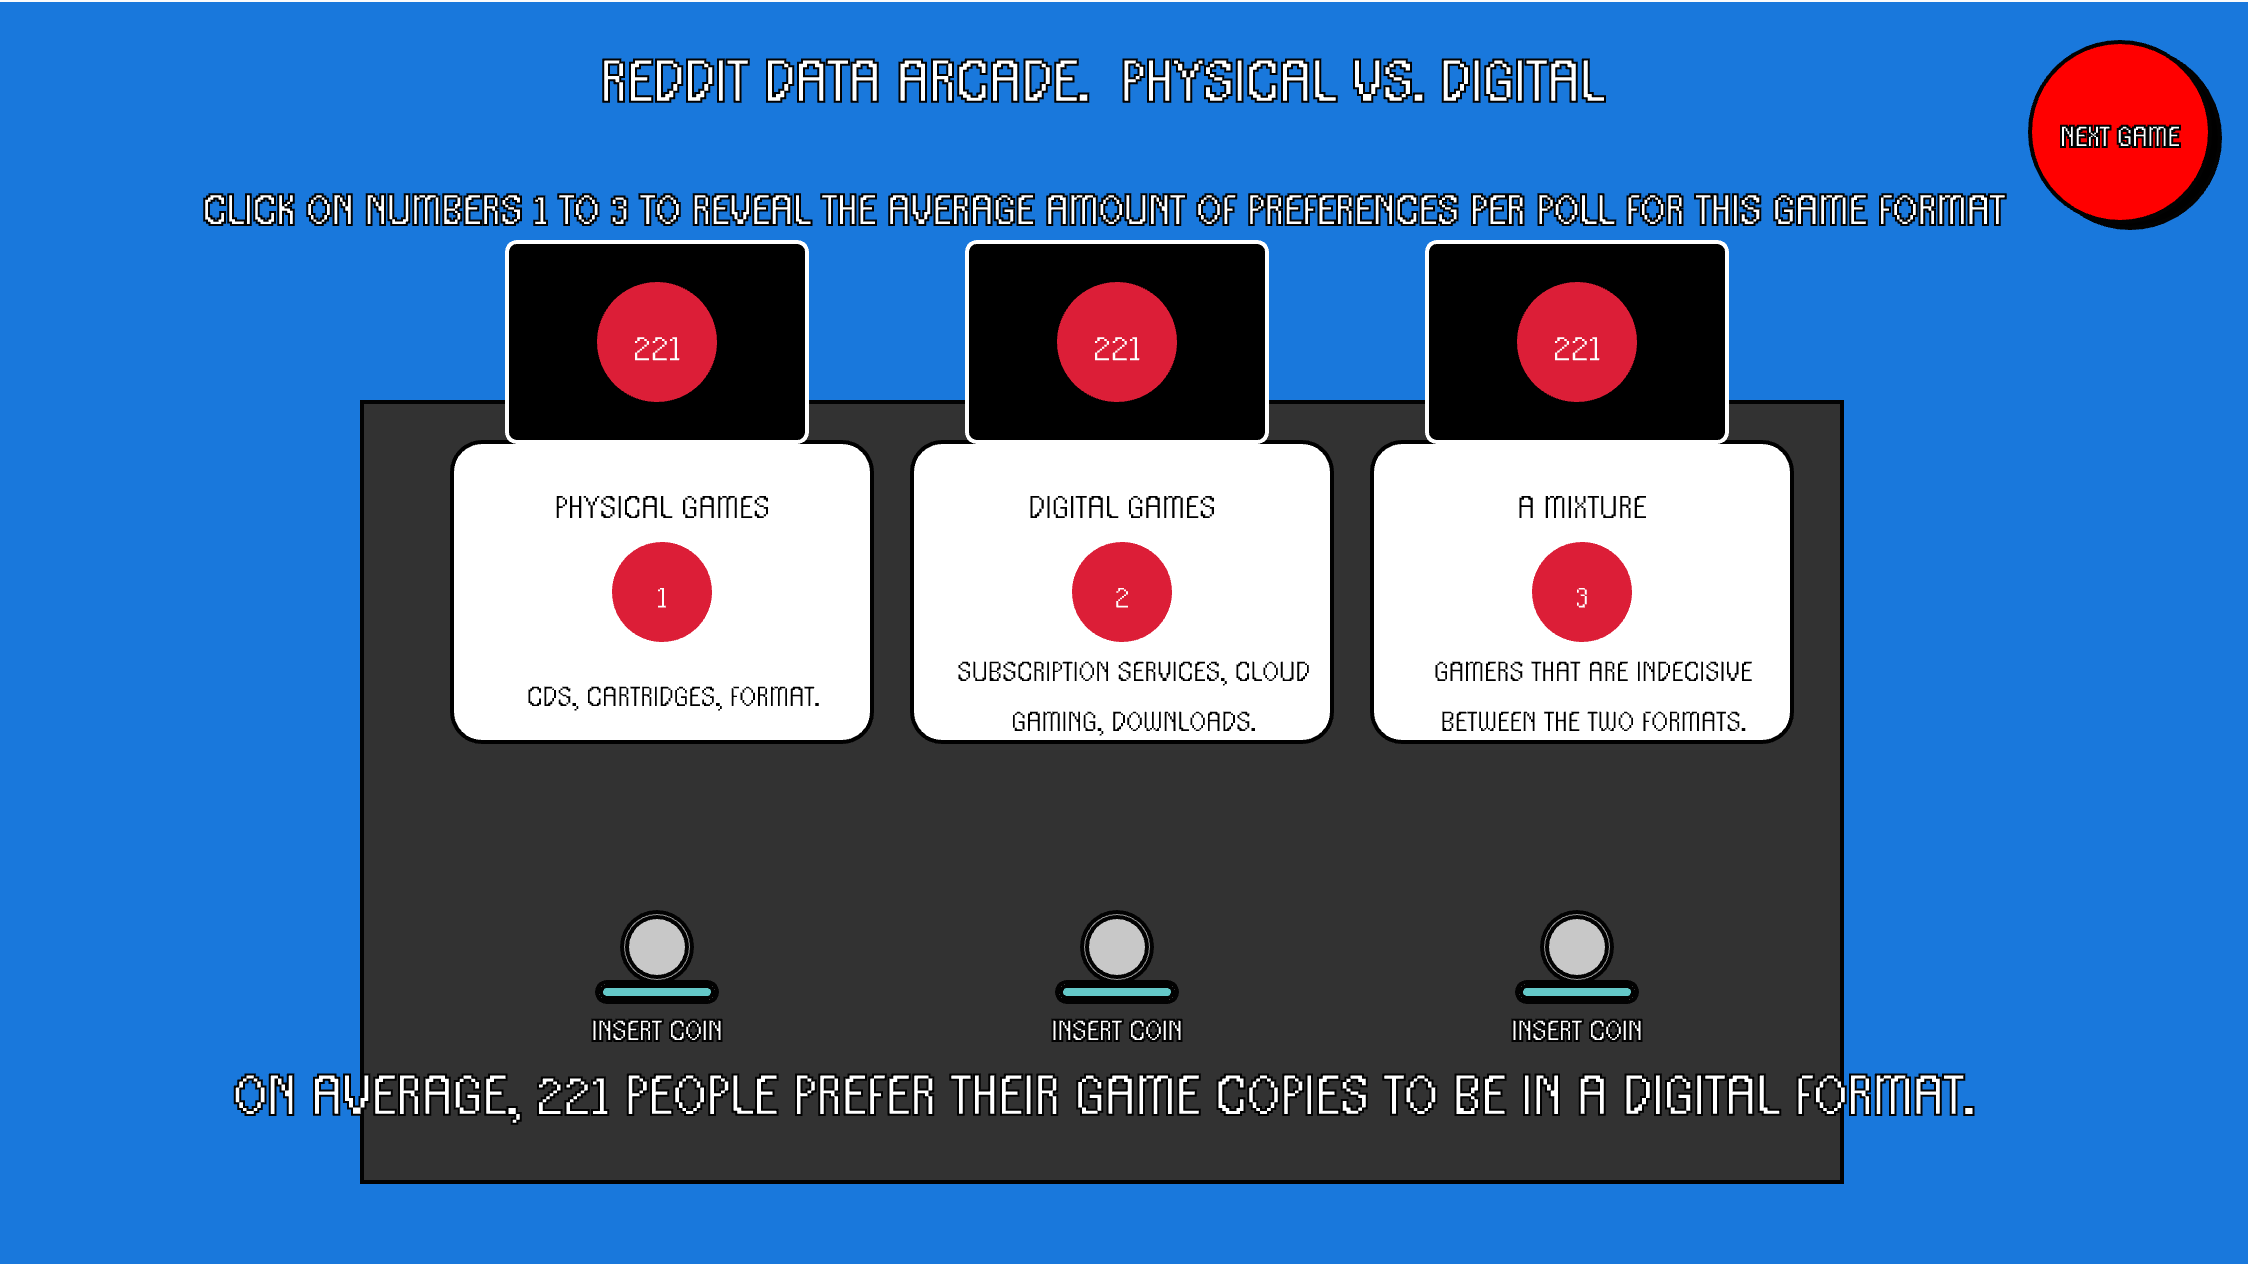 REDDIT DATA ARCADE.  PHYSICAL VS. DIGITAL
NEXT GAME
CLICK ON NUMBERS 1 TO 3 TO REVEAL THE AVERAGE AMOUNT OF PREFERENCES PER POLL FOR THIS GAME FORMAT
221
221
221
PHYSICAL GAMES
1
CDS, CARTRIDGES, FORMAT.
DIGITAL GAMES
2
SUBSCRIPTION SERVICES, CLOUD
GAMING, DOWNLOADS.
A MIXTURE
3
GAMERS THAT ARE INDECISIVE
BETWEEN THE TWO FORMATS.
INSERT COIN
INSERT COIN
INSERT COIN
ON AVERAGE, 221 PEOPLE PREFER THEIR GAME COPIES TO BE IN A DIGITAL FORMAT.